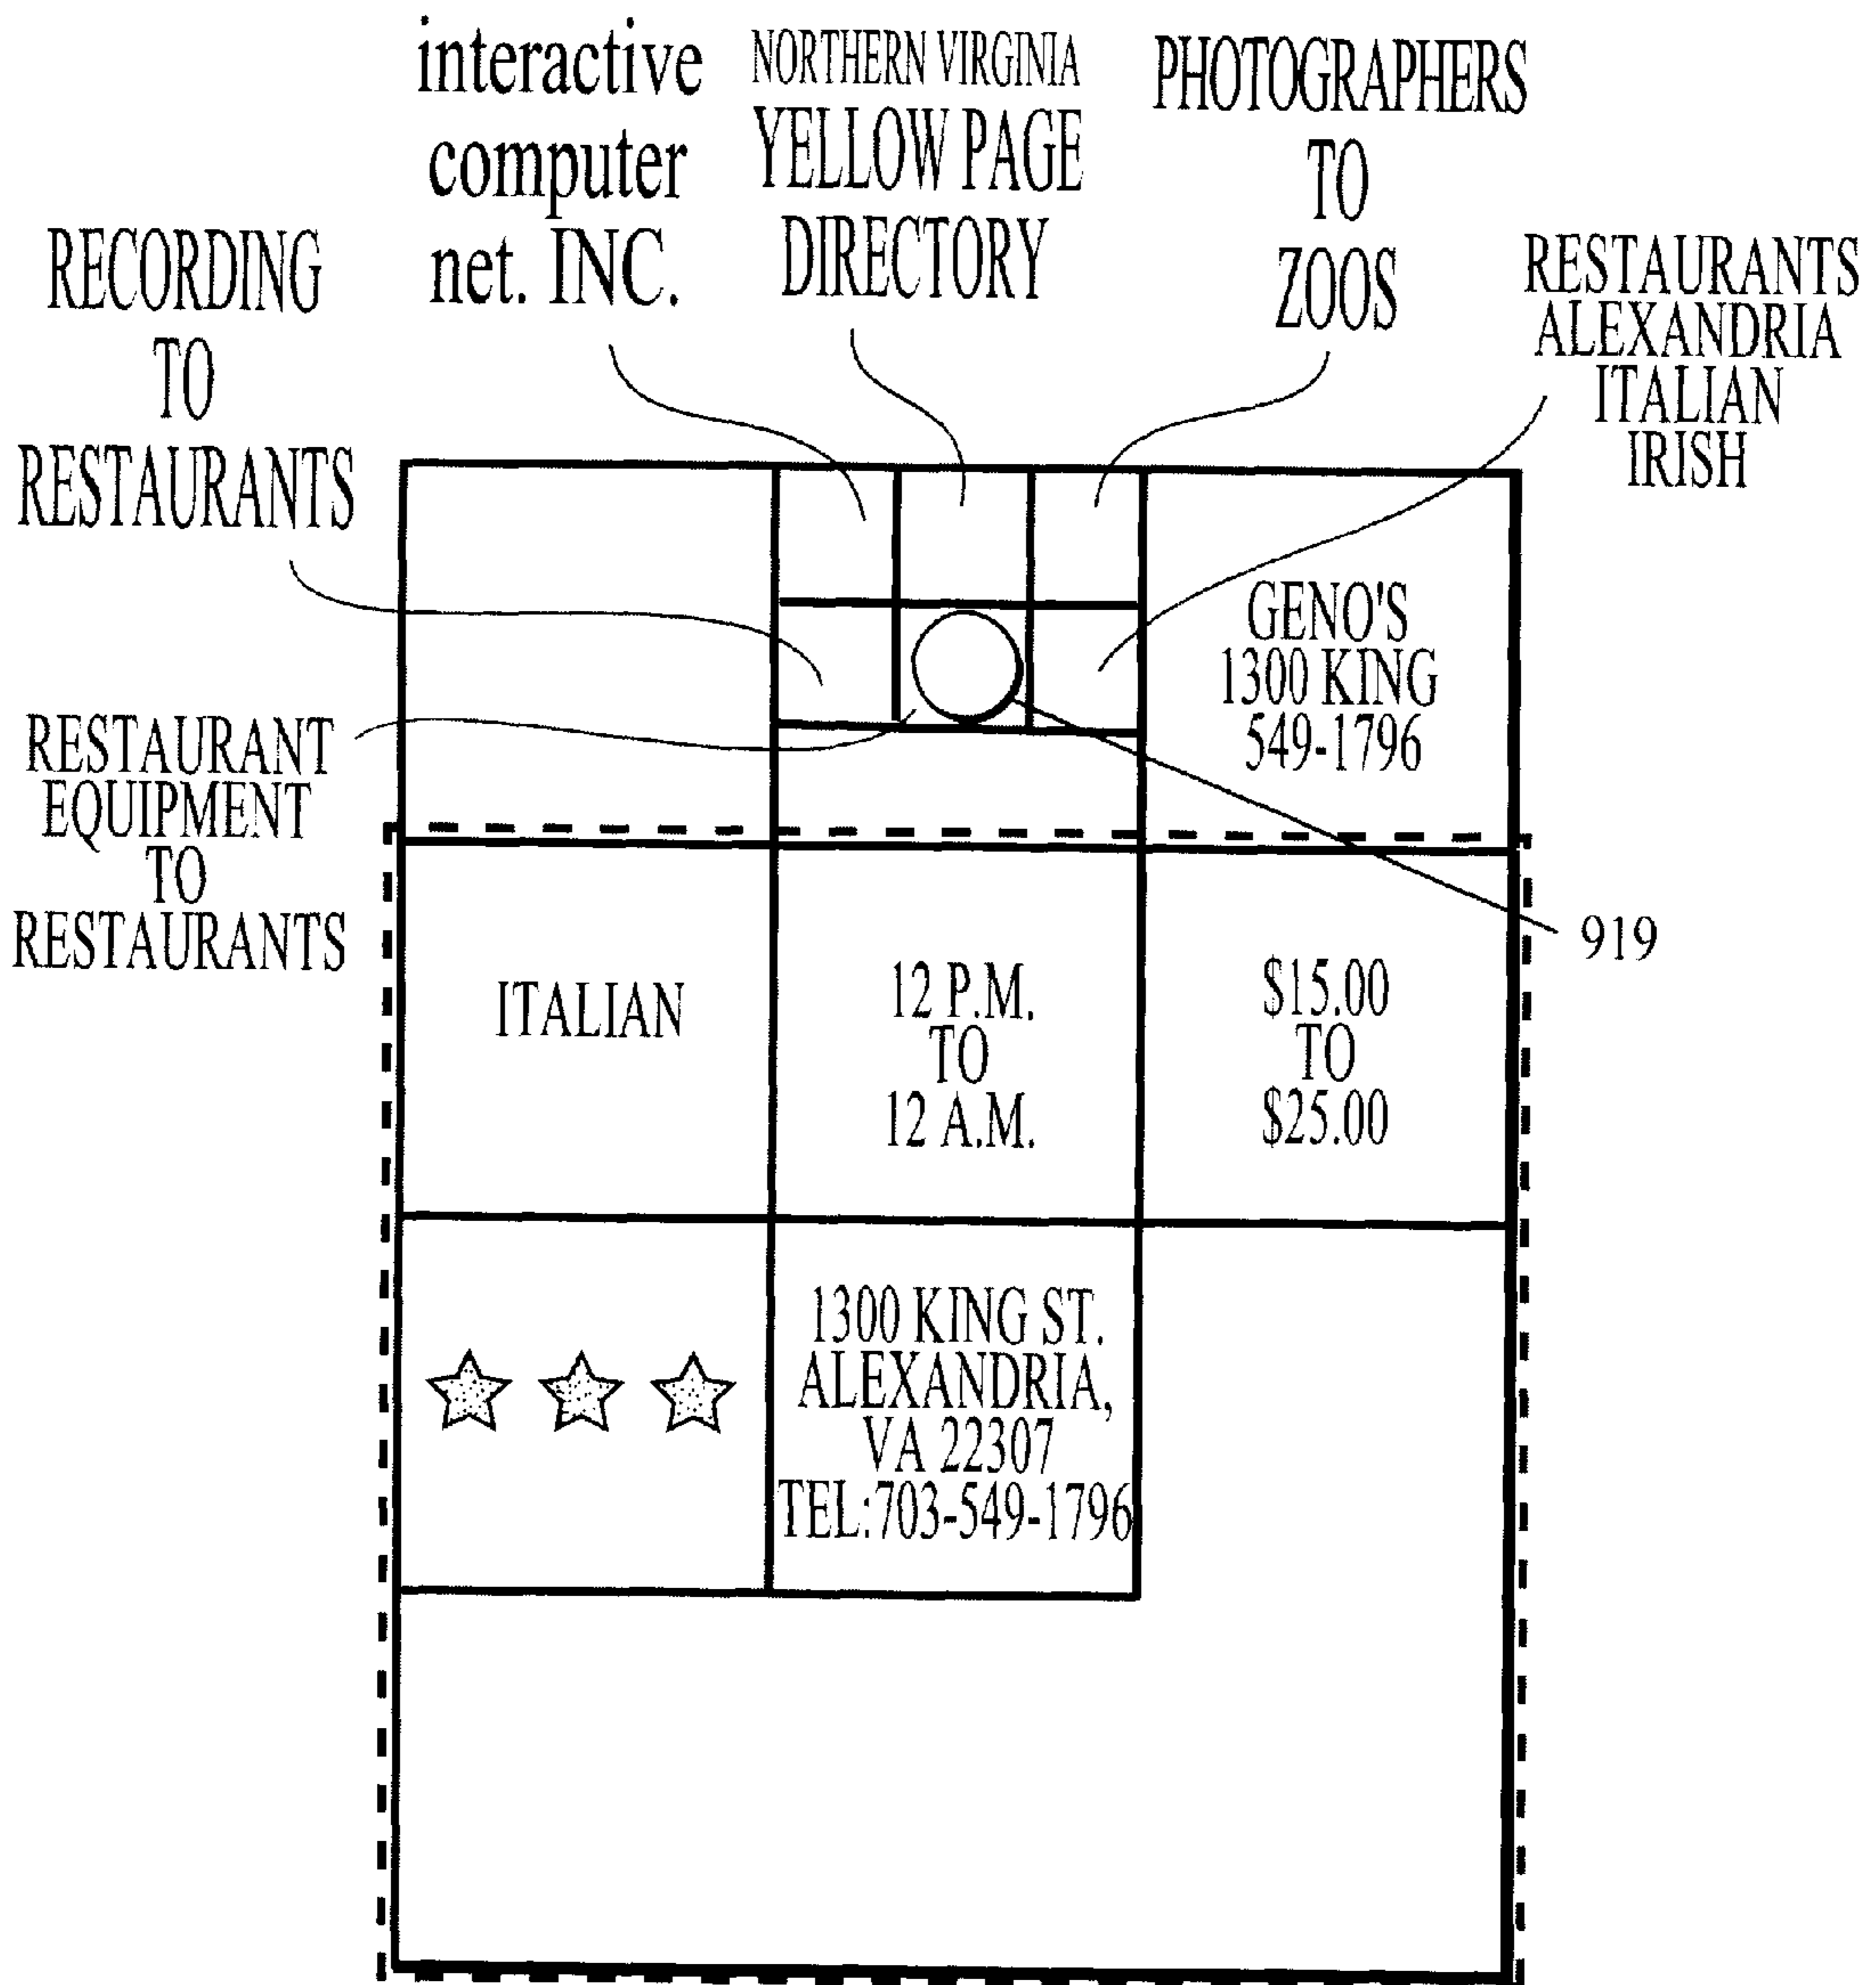 interactive
computer
net. INC.
NORTHERN VIRGINIA
YELLOW PAGE
DIRECTORY
PHOTOGRAPHERS
TO
ZOOS
RECORDING
TO
RESTAURANTS
RESTAURANTS
ALEXANDRIA
ITALIAN
IRISH
GENO'S
1300 KING
549-1796
RESTAURANT
EQUIPMENT
TO
RESTAURANTS
919
ITALIAN
12 P.M.
TO
12 A.M.
$15.00
TO
$25.00
1300 KING ST.
ALEXANDRIA,
VA 22307
TEL:703-549-1796